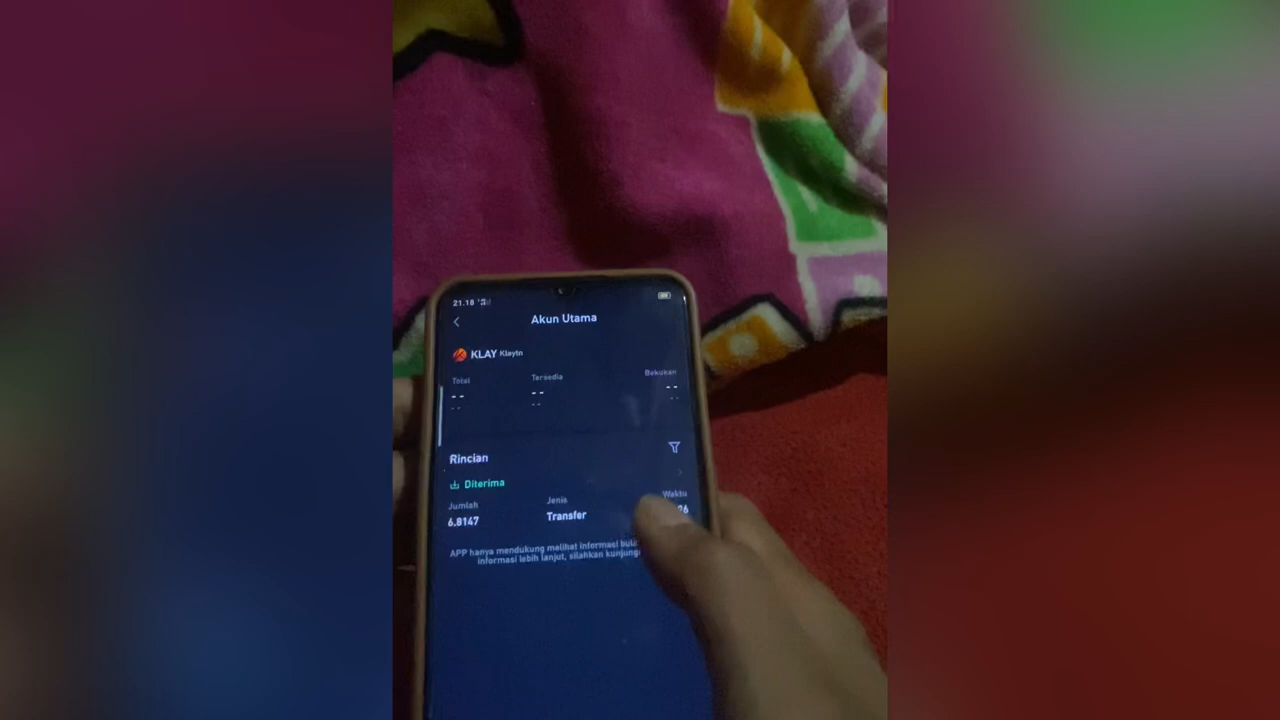 21.18
Akun Utama
KLAY Klaytn
Total Tersedia Bekukan
-- -- --
-- -- --
Rincian
Diterima
Jumlah Jenis Waktu
6.8147 Transfer 26
APP hanya mendukung melihat informasi
informasi lebih lanjut, silahkan